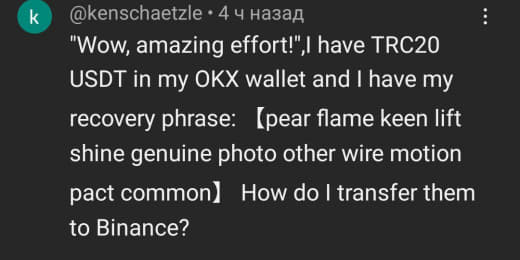 k
@kenschaetzle • 4 ч назад
"Wow, amazing effort!",I have TRC20
USDT in my OKX wallet and I have my
recovery phrase: 【pear flame keen lift
shine genuine photo other wire motion
pact common】 How do I transfer them
to Binance?